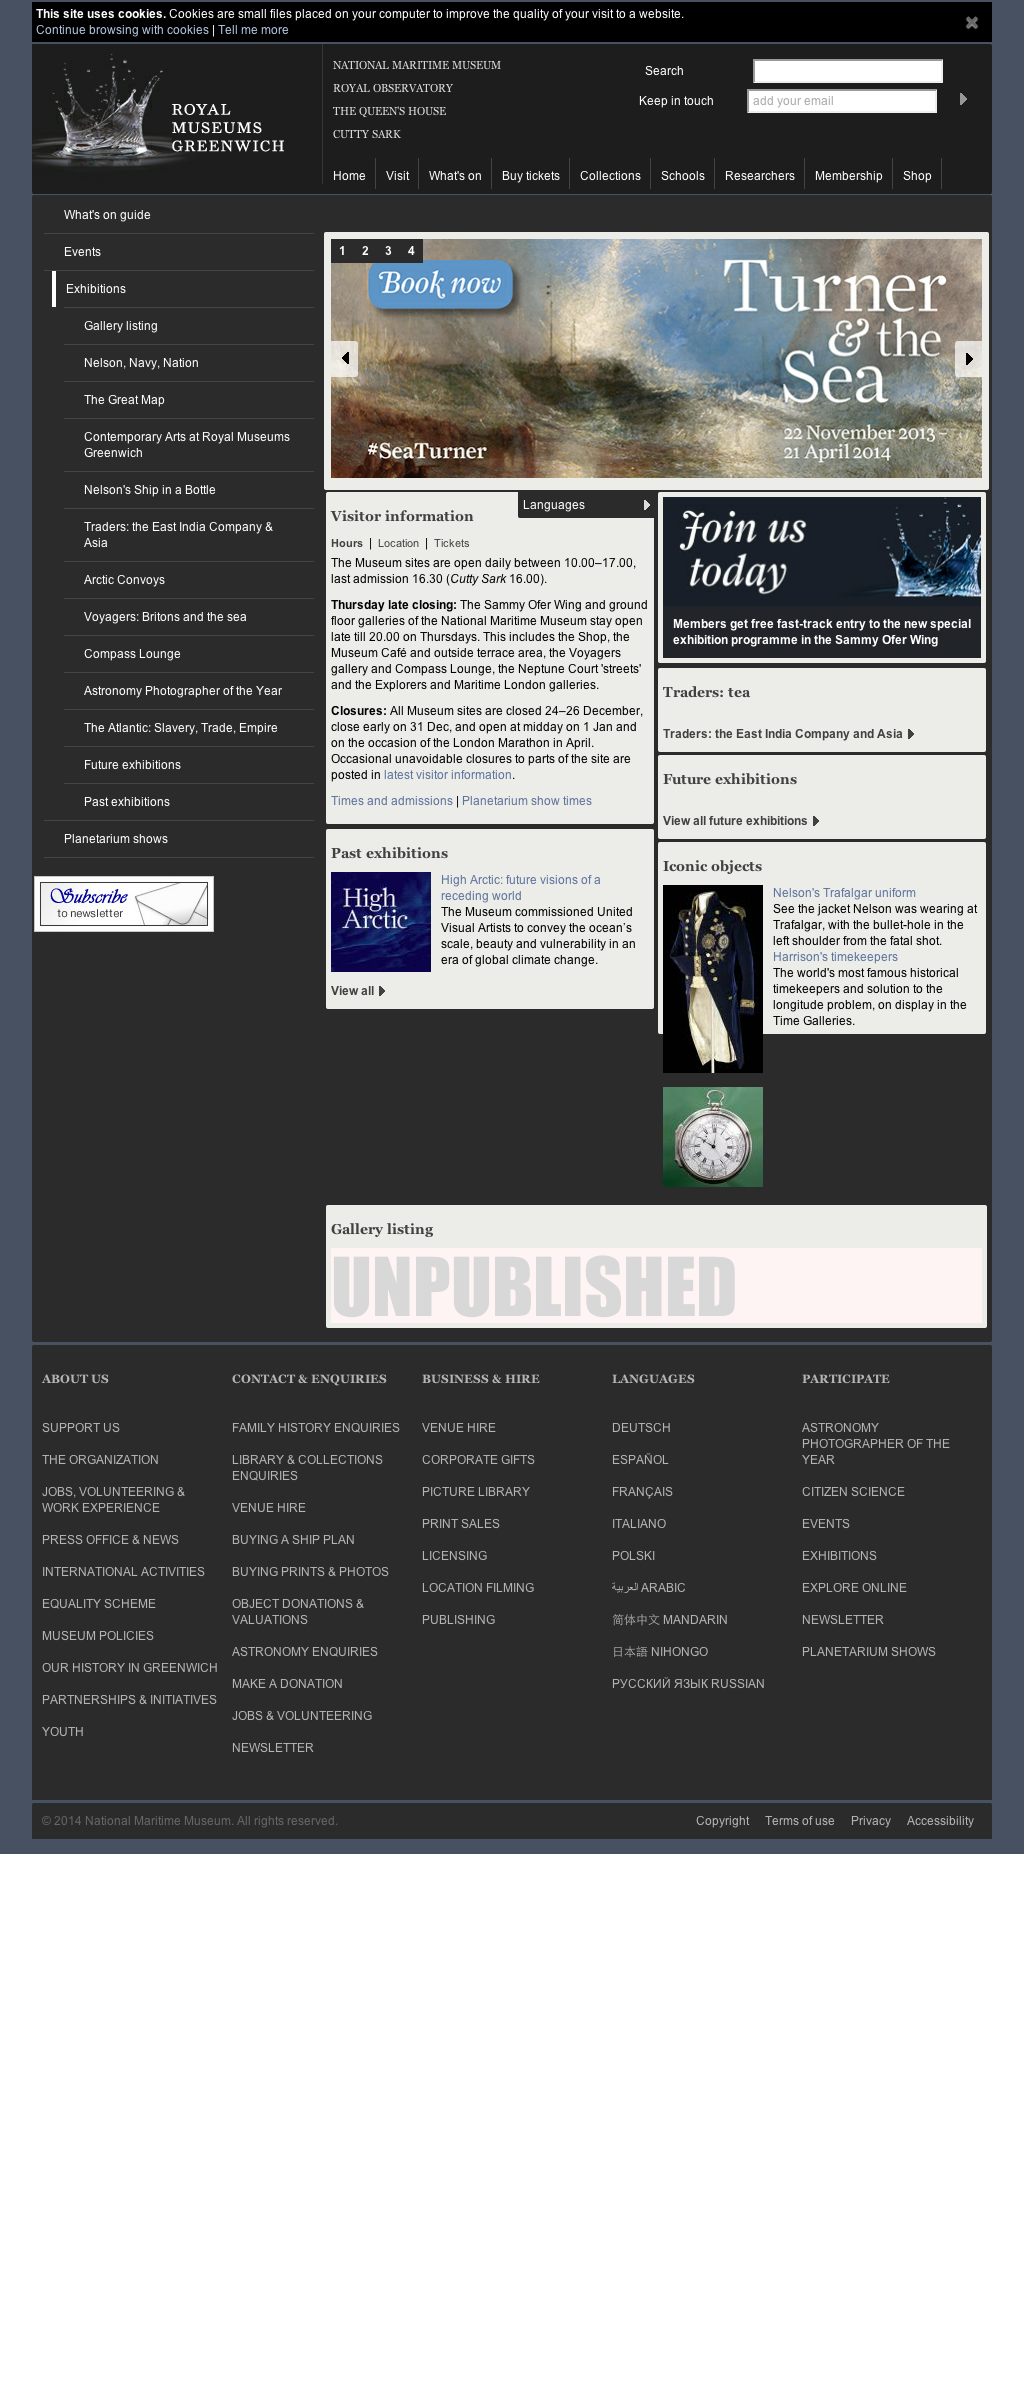 This site uses cookies. Cookies are small files placed on your computer to improve the quality of your visit to a website.
Continue browsing with cookies | Tell me more
ROYAL
MUSEUMS
GREENWICH
NATIONAL MARITIME MUSEUM
ROYAL OBSERVATORY
THE QUEEN'S HOUSE
CUTTY SARK
Search
Keep in touch
add your email
Home
Visit
What's on
Buy tickets
Collections
Schools
Researchers
Membership
Shop
What's on guide
Events
Exhibitions
Gallery listing
Nelson, Navy, Nation
The Great Map
Contemporary Arts at Royal Museums
Greenwich
Nelson's Ship in a Bottle
Traders: the East India Company &
Asia
Arctic Convoys
Voyagers: Britons and the sea
Compass Lounge
Astronomy Photographer of the Year
The Atlantic: Slavery, Trade, Empire
Future exhibitions
Past exhibitions
Planetarium shows
Subscribe
to newsletter
1 2 3 4
Book now
Turner
& the
Sea
22 November 2013 –
21 April 2014
#SeaTurner
Visitor information
Languages
Hours | Location | Tickets
The Museum sites are open daily between 10.00–17.00,
last admission 16.30 (Cutty Sark 16.00).
Thursday late closing: The Sammy Ofer Wing and ground
floor galleries of the National Maritime Museum stay open
late till 20.00 on Thursdays. This includes the Shop, the
Museum Café and outside terrace area, the Voyagers
gallery and Compass Lounge, the Neptune Court 'streets'
and the Explorers and Maritime London galleries.
Closures: All Museum sites are closed 24–26 December,
close early on 31 Dec, and open at midday on 1 Jan and
on the occasion of the London Marathon in April.
Occasional unavoidable closures to parts of the site are
posted in latest visitor information.
Times and admissions | Planetarium show times
Past exhibitions
High
Arctic
High Arctic: future visions of a
receding world
The Museum commissioned United
Visual Artists to convey the ocean's
scale, beauty and vulnerability in an
era of global climate change.
View all
Join us
today
Members get free fast-track entry to the new special
exhibition programme in the Sammy Ofer Wing
Traders: tea
Traders: the East India Company and Asia
Future exhibitions
View all future exhibitions
Iconic objects
Nelson's Trafalgar uniform
See the jacket Nelson was wearing at
Trafalgar, with the bullet-hole in the
left shoulder from the fatal shot.
Harrison's timekeepers
The world's most famous historical
timekeepers and solution to the
longitude problem, on display in the
Time Galleries.
Gallery listing
UNPUBLISHED
ABOUT US
SUPPORT US
THE ORGANIZATION
JOBS, VOLUNTEERING &
WORK EXPERIENCE
PRESS OFFICE & NEWS
INTERNATIONAL ACTIVITIES
EQUALITY SCHEME
MUSEUM POLICIES
OUR HISTORY IN GREENWICH
PARTNERSHIPS & INITIATIVES
YOUTH
CONTACT & ENQUIRIES
FAMILY HISTORY ENQUIRIES
LIBRARY & COLLECTIONS
ENQUIRIES
VENUE HIRE
BUYING A SHIP PLAN
BUYING PRINTS & PHOTOS
OBJECT DONATIONS &
VALUATIONS
ASTRONOMY ENQUIRIES
MAKE A DONATION
JOBS & VOLUNTEERING
NEWSLETTER
BUSINESS & HIRE
VENUE HIRE
CORPORATE GIFTS
PICTURE LIBRARY
PRINT SALES
LICENSING
LOCATION FILMING
PUBLISHING
LANGUAGES
DEUTSCH
ESPAÑOL
FRANÇAIS
ITALIANO
POLSKI
العربية ARABIC
简体中文 MANDARIN
日本語 NIHONGO
РУССКИЙ ЯЗЫК RUSSIAN
PARTICIPATE
ASTRONOMY
PHOTOGRAPHER OF THE
YEAR
CITIZEN SCIENCE
EVENTS
EXHIBITIONS
EXPLORE ONLINE
NEWSLETTER
PLANETARIUM SHOWS
© 2014 National Maritime Museum. All rights reserved.
Copyright
Terms of use
Privacy
Accessibility